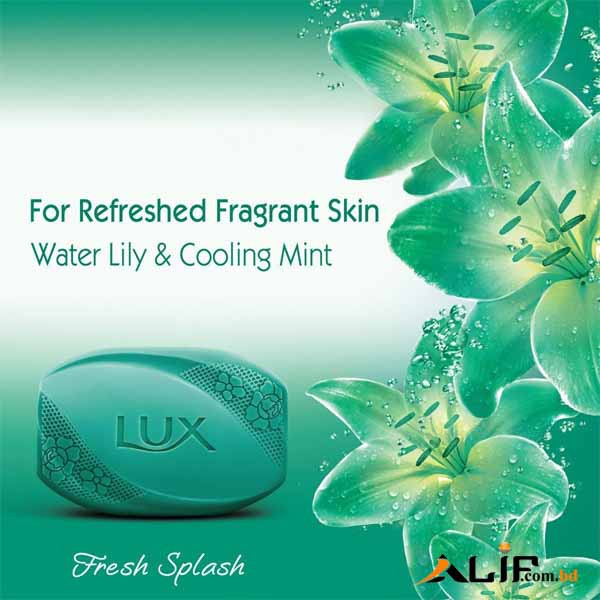 For Refreshed Fragrant Skin
Water Lily & Cooling Mint
LUX
Fresh Splash
ALIF.com.bd